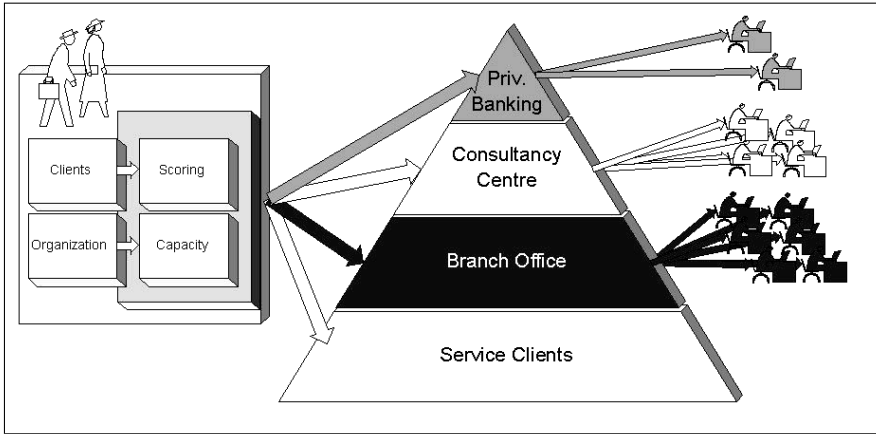 Clients
Scoring
Organization
Capacity
Priv.
Banking
Consultancy
Centre
Branch Office
Service Clients